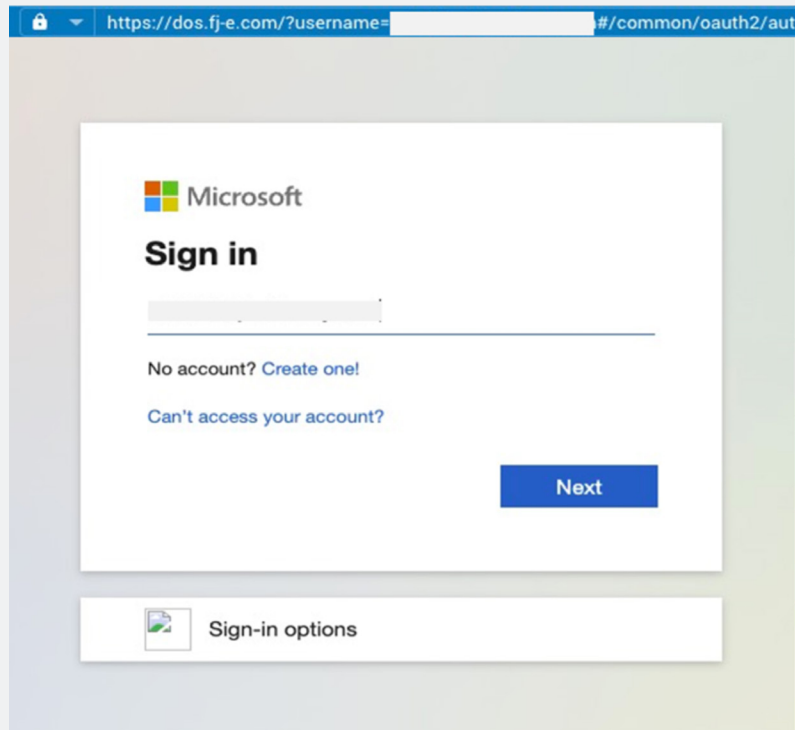 https://dos.fj-e.com/?username= #/common/oauth2/aut
Microsoft
Sign in
No account? Create one!
Can't access your account?
Next
Sign-in options